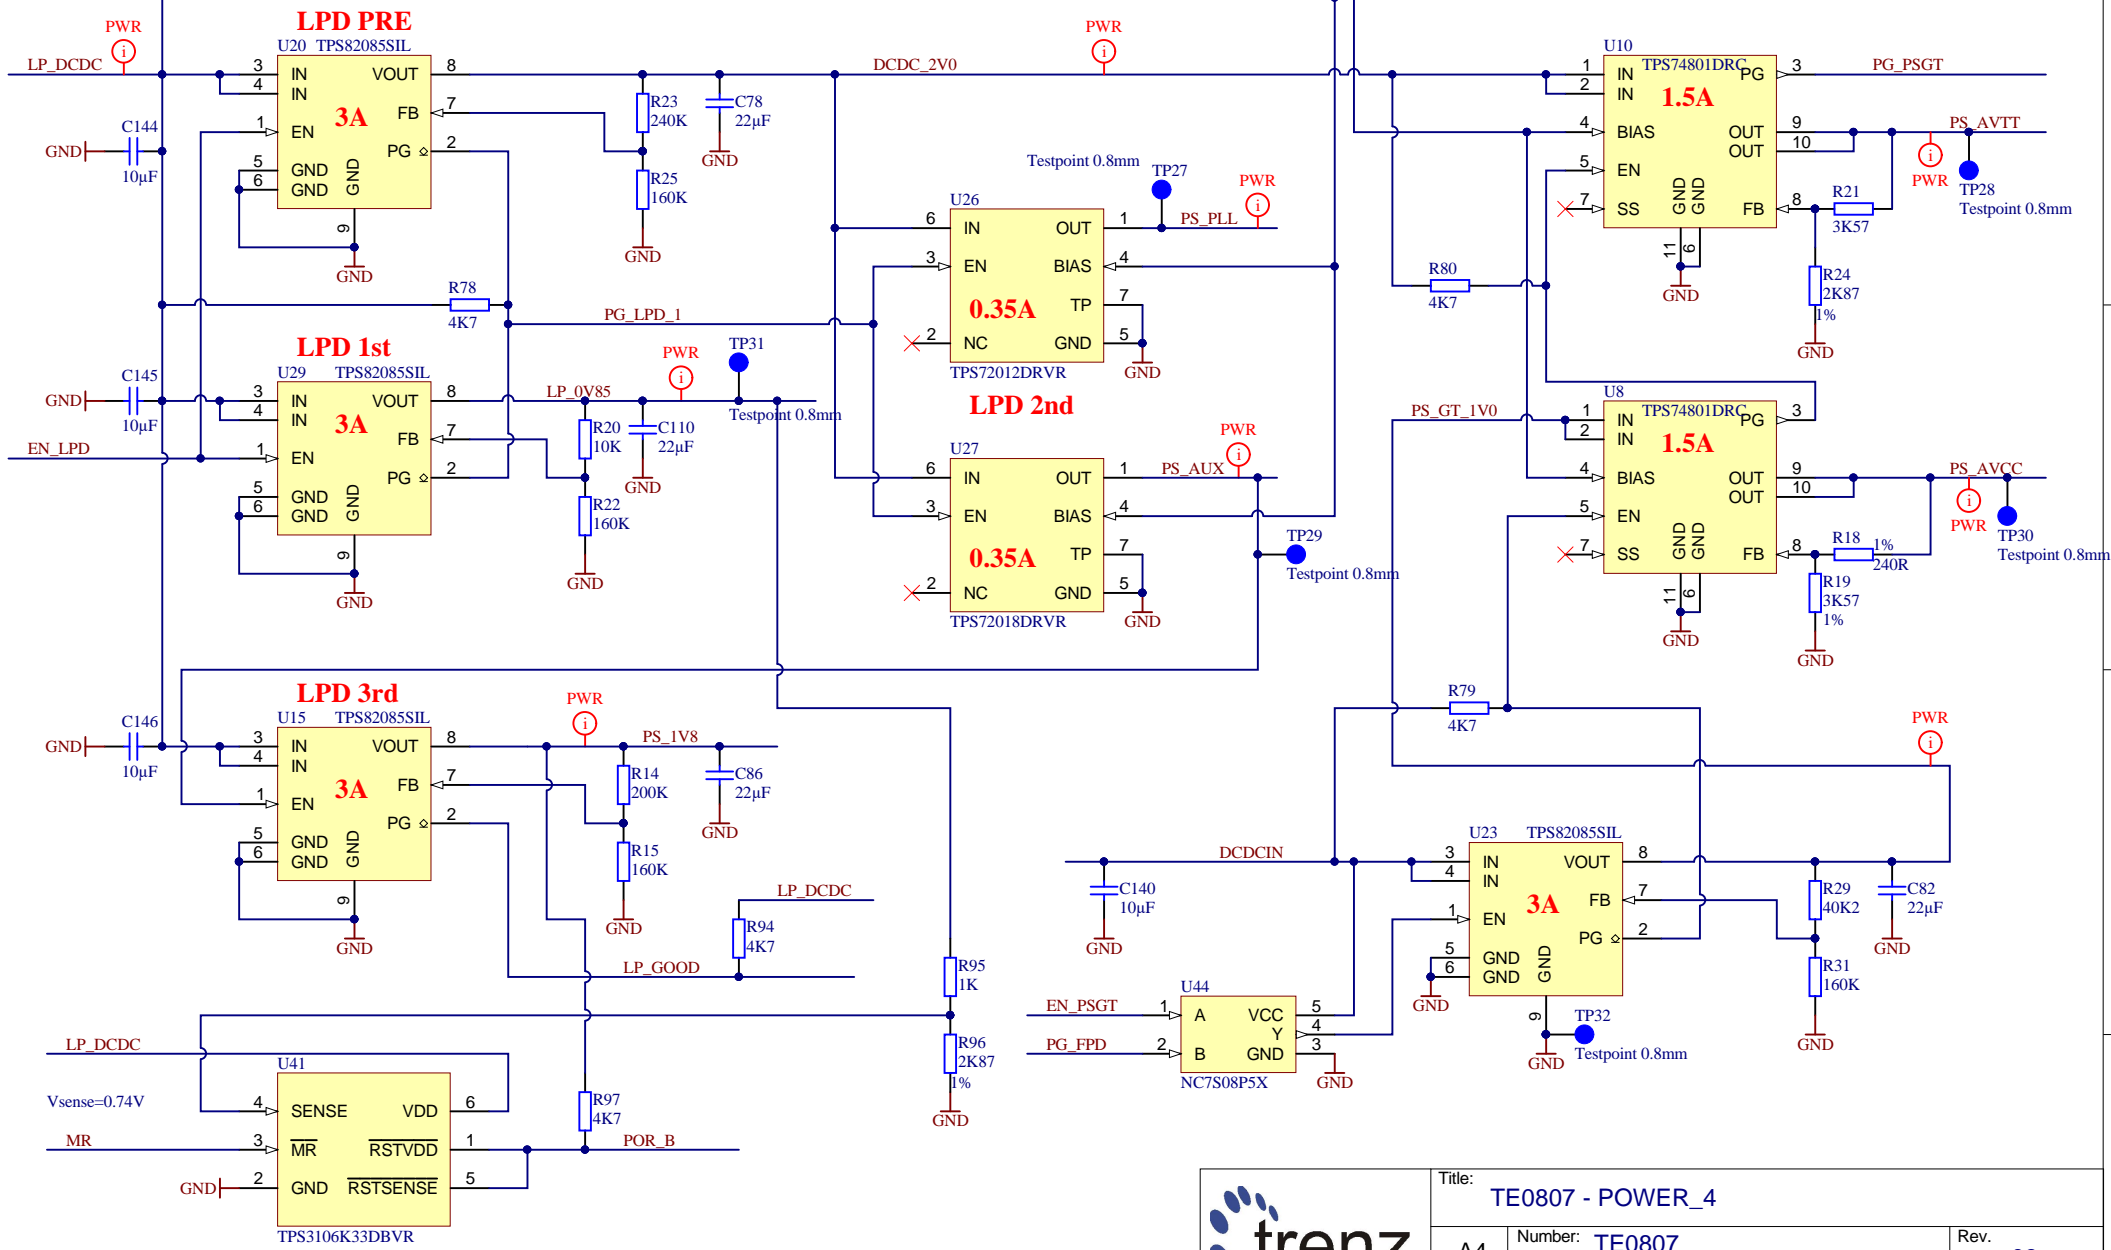 LPD PRE
U20 TPS82085SIL
PWR
LP_DCDC
3 IN VOUT 8
4 IN
3A
FB 7
1 EN
PG 2
5 GND
6 GND
GND
9
GND
C144
10µF
GND
R23
240K
C78
22µF
GND
R25
160K
GND
DCDC_2V0
PWR
R78
4K7
PG_LPD_1
LPD 1st
U29 TPS82085SIL
C145
10µF
GND
3 IN VOUT 8
4 IN
3A
FB 7
EN_LPD
1 EN
PG 2
5 GND
6 GND
GND
9
GND
LP_0V85
PWR
TP31
Testpoint 0.8mm
R20
10K
C110
22µF
GND
R22
160K
GND
Testpoint 0.8mm
TP27
PWR
U26
6 IN OUT 1
PS_PLL
3 EN BIAS 4
0.35A
TP 7
2 NC GND 5
TPS72012DRVR
GND
LPD 2nd
U27
6 IN OUT 1
PS_AUX
PWR
3 EN BIAS 4
0.35A
TP 7
2 NC GND 5
TPS72018DRVR
GND
TP29
Testpoint 0.8mm
U10
TPS74801DRC
1 IN PG 3
PG_PSGT
2 IN
1.5A
4 BIAS OUT 9
PS_AVTT
OUT 10
5 EN
7 SS
GND
GND
FB 8
11
6
GND
PWR
TP28
Testpoint 0.8mm
R21
3K57
R24
2K87
1%
GND
R80
4K7
U8
TPS74801DRC
PS_GT_1V0
1 IN PG 3
2 IN
1.5A
4 BIAS OUT 9
PS_AVCC
OUT 10
5 EN
7 SS
GND
GND
FB 8
11
6
GND
PWR
TP30
Testpoint 0.8mm
R18 1%
240R
R19
3K57
1%
GND
LPD 3rd
U15 TPS82085SIL
C146
10µF
GND
3 IN VOUT 8
4 IN
3A
FB 7
1 EN
PG 2
5 GND
6 GND
GND
9
GND
PWR
PS_1V8
R14
200K
C86
22µF
GND
R15
160K
GND
LP_DCDC
R94
4K7
LP_GOOD
R95
1K
R96
2K87
1%
GND
R79
4K7
PWR
DCDCIN
C140
10µF
GND
U23 TPS82085SIL
3 IN VOUT 8
4 IN
3A
FB 7
1 EN
PG 2
5 GND
6 GND
GND
GND
9
GND
TP32
Testpoint 0.8mm
R29
40K2
C82
22µF
GND
R31
160K
GND
U44
EN_PSGT
1 A VCC 5
Y 4
PG_FPD
2 B GND 3
NC7S08P5X
GND
LP_DCDC
U41
Vsense=0.74V
4 SENSE VDD 6
MR
3 MR RSTVDD 1
GND
2 GND RSTSENSE 5
TPS3106K33DBVR
R97
4K7
POR_B
trenz
Title:
TE0807 - POWER_4
A4
Number: TE0807
Rev.